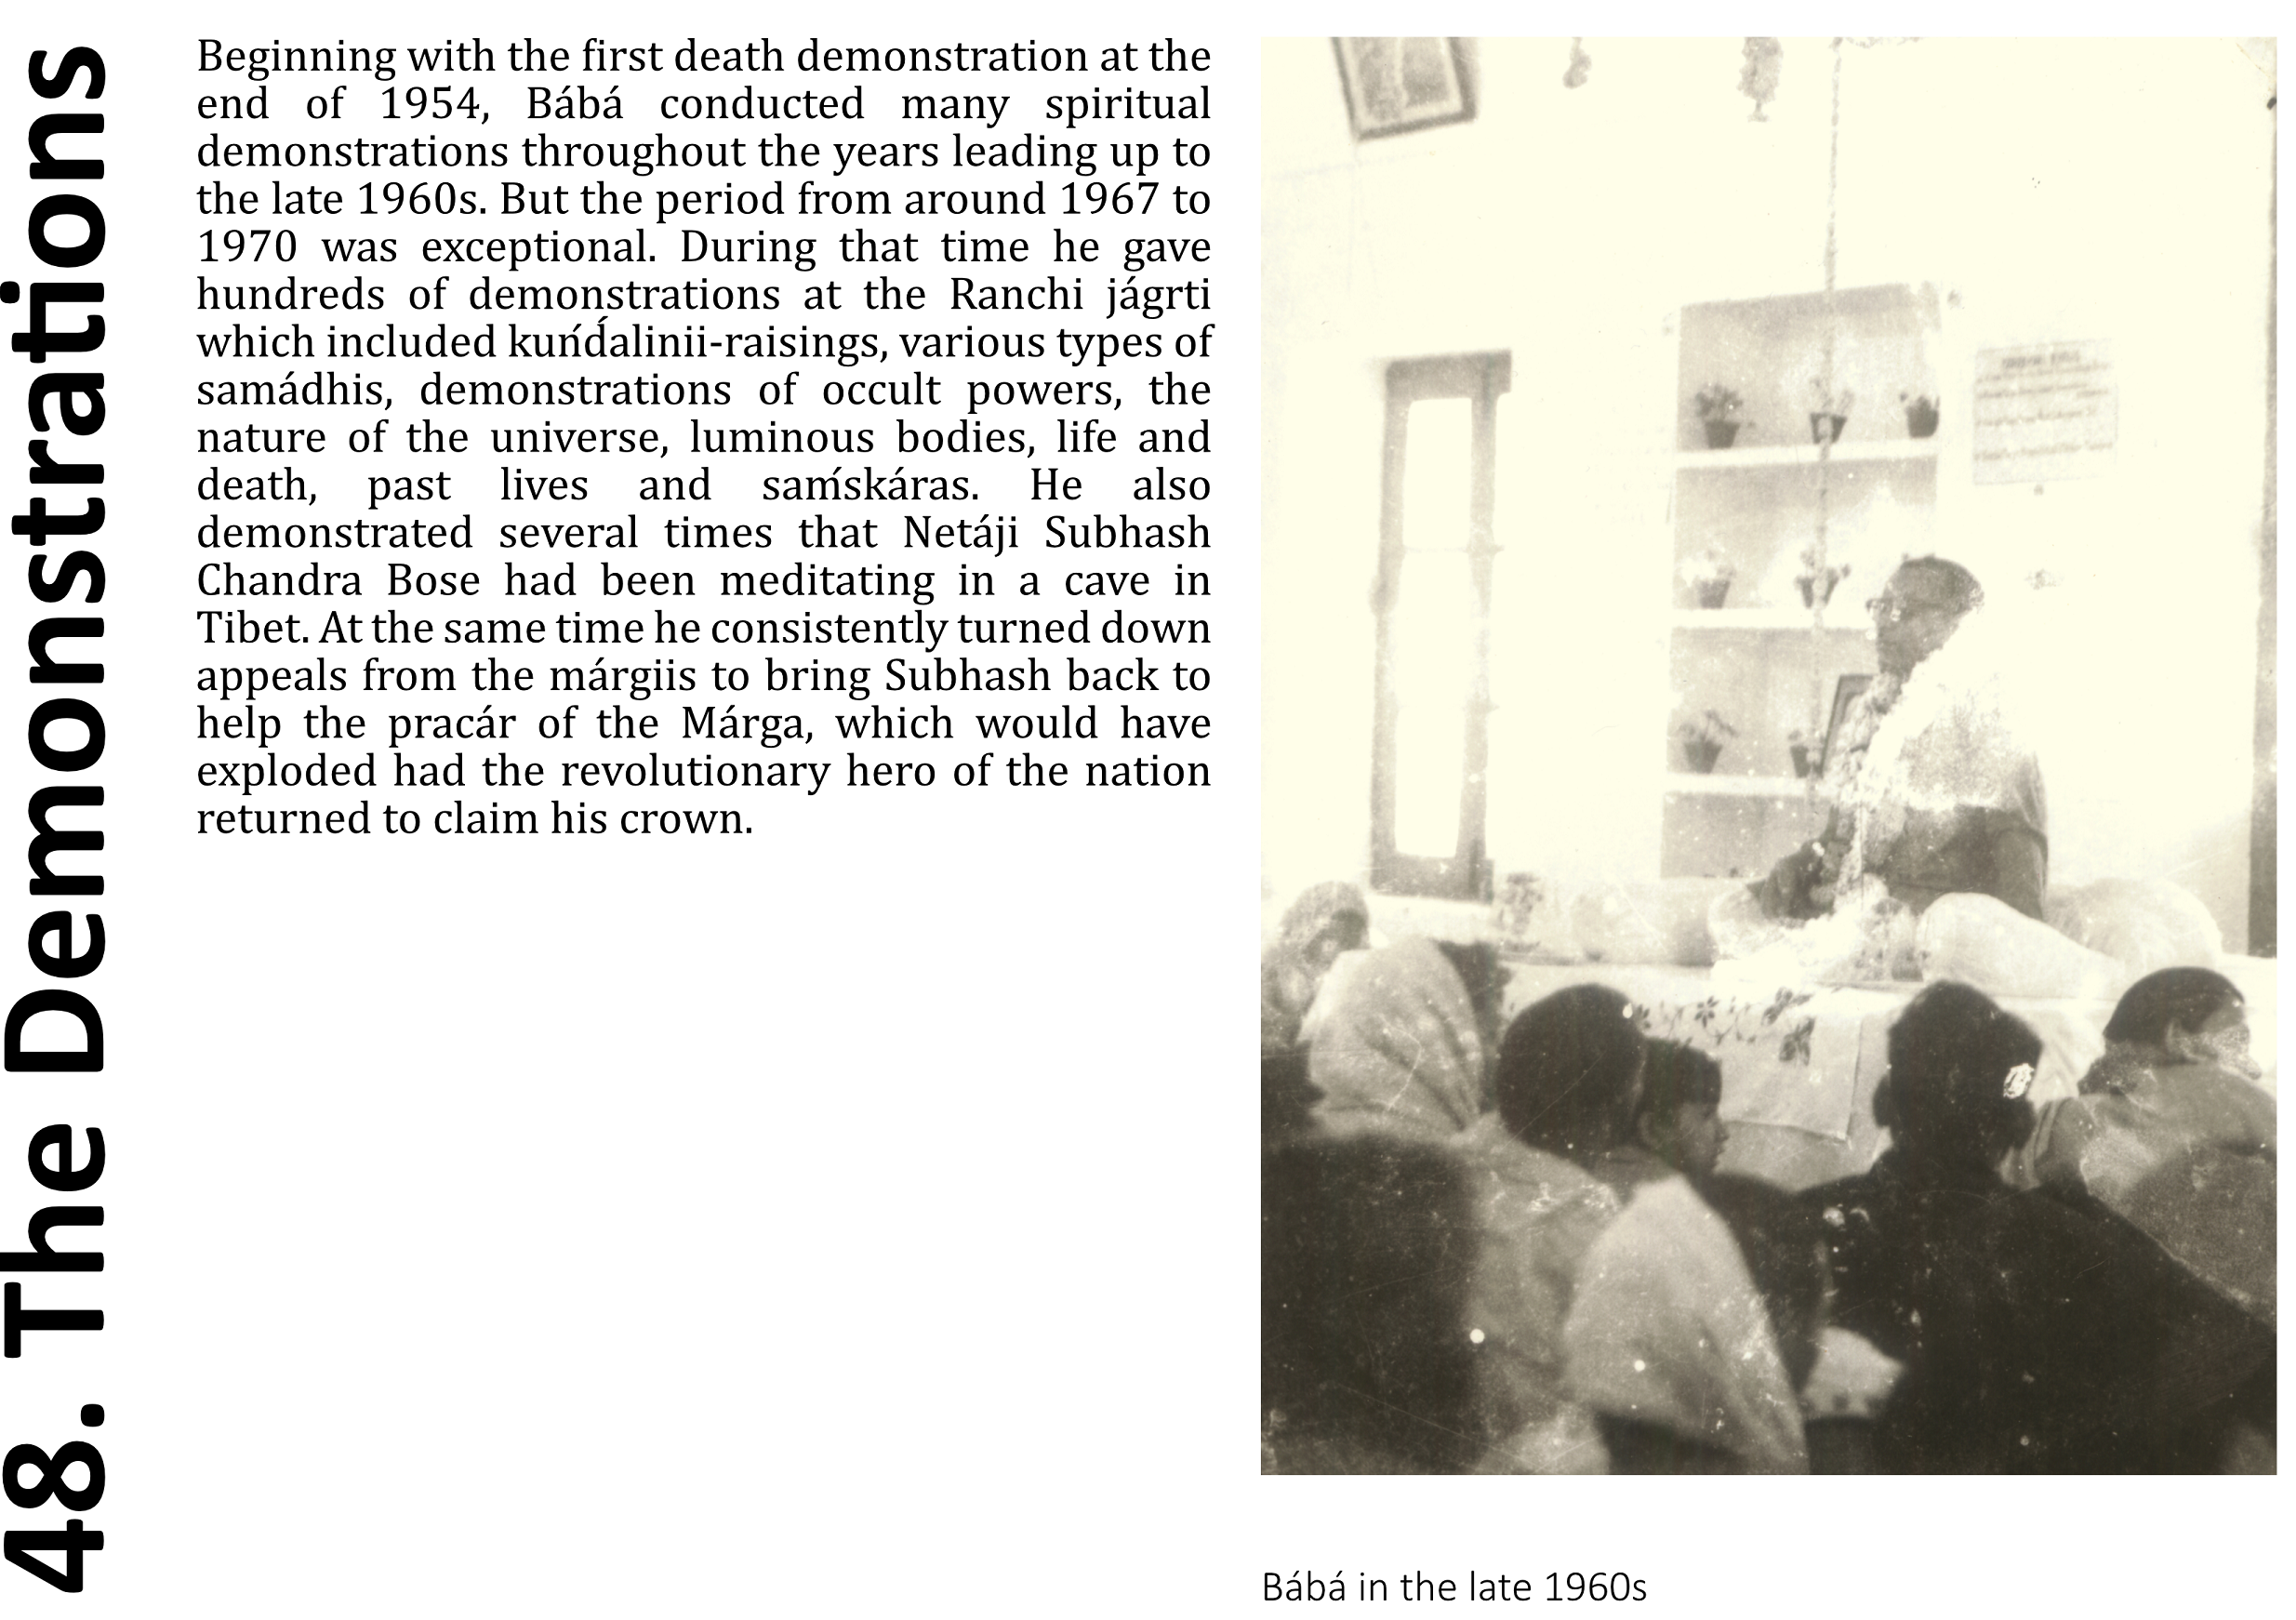 48. The Demonstrations
Beginning with the first death demonstration at the
end of 1954, Bábá conducted many spiritual
demonstrations throughout the years leading up to
the late 1960s. But the period from around 1967 to
1970 was exceptional. During that time he gave
hundreds of demonstrations at the Ranchi jágrti
which included kuńd́alinii-raisings, various types of
samádhis, demonstrations of occult powers, the
nature of the universe, luminous bodies, life and
death, past lives and saḿskáras. He also
demonstrated several times that Netáji Subhash
Chandra Bose had been meditating in a cave in
Tibet. At the same time he consistently turned down
appeals from the márgiis to bring Subhash back to
help the pracár of the Márga, which would have
exploded had the revolutionary hero of the nation
returned to claim his crown.
Bábá in the late 1960s